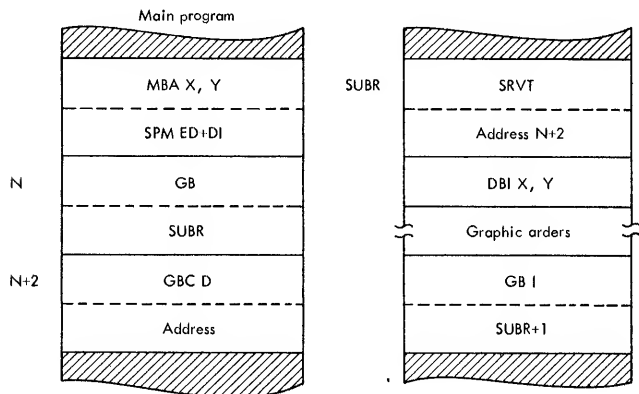 Main program
MBA X, Y
SPM ED+DI
N
GB
SUBR
N+2
GBC D
Address
SUBR
SRVT
Address N+2
DBI X, Y
Graphic arders
GB I
SUBR+1